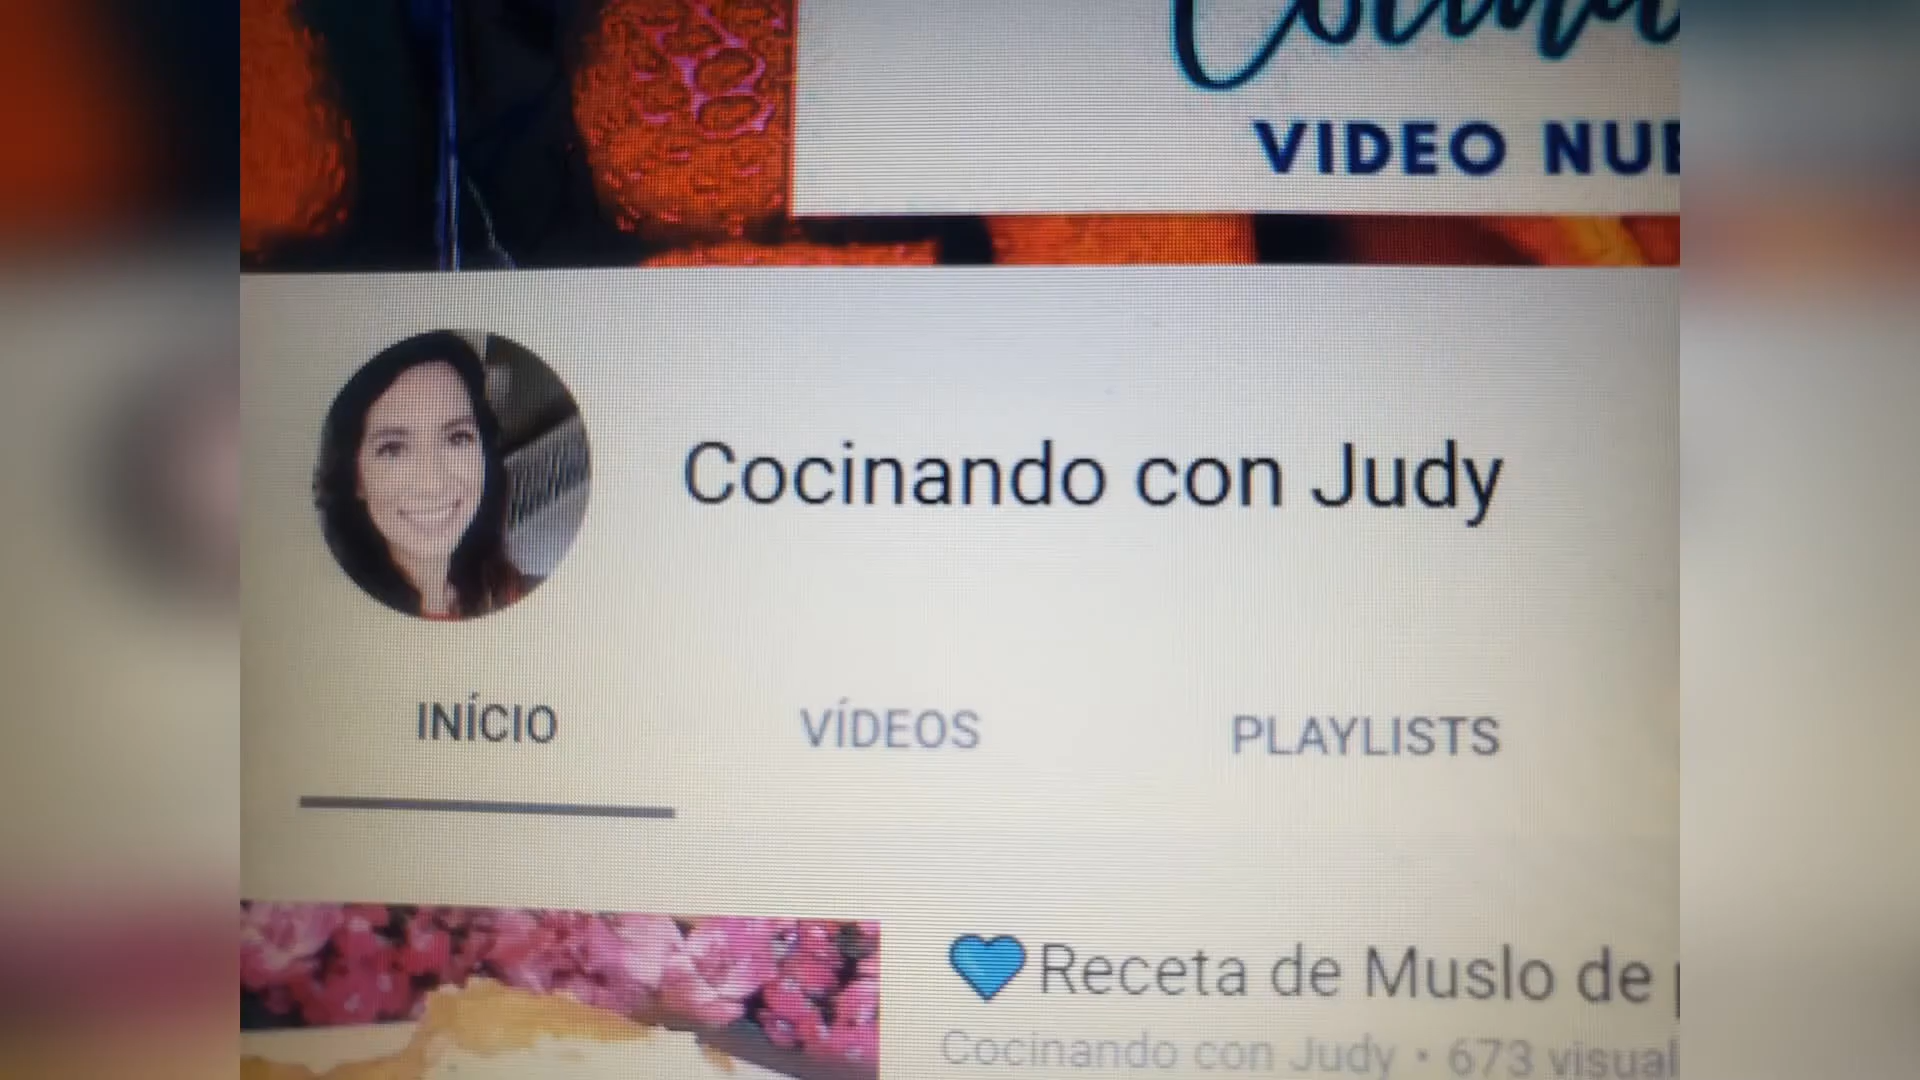 VIDEO
Cocinando con Judy
INÍCIO VÍDEOS PLAYLISTS
Receta de Muslo de
Cocinando con Judy • 673